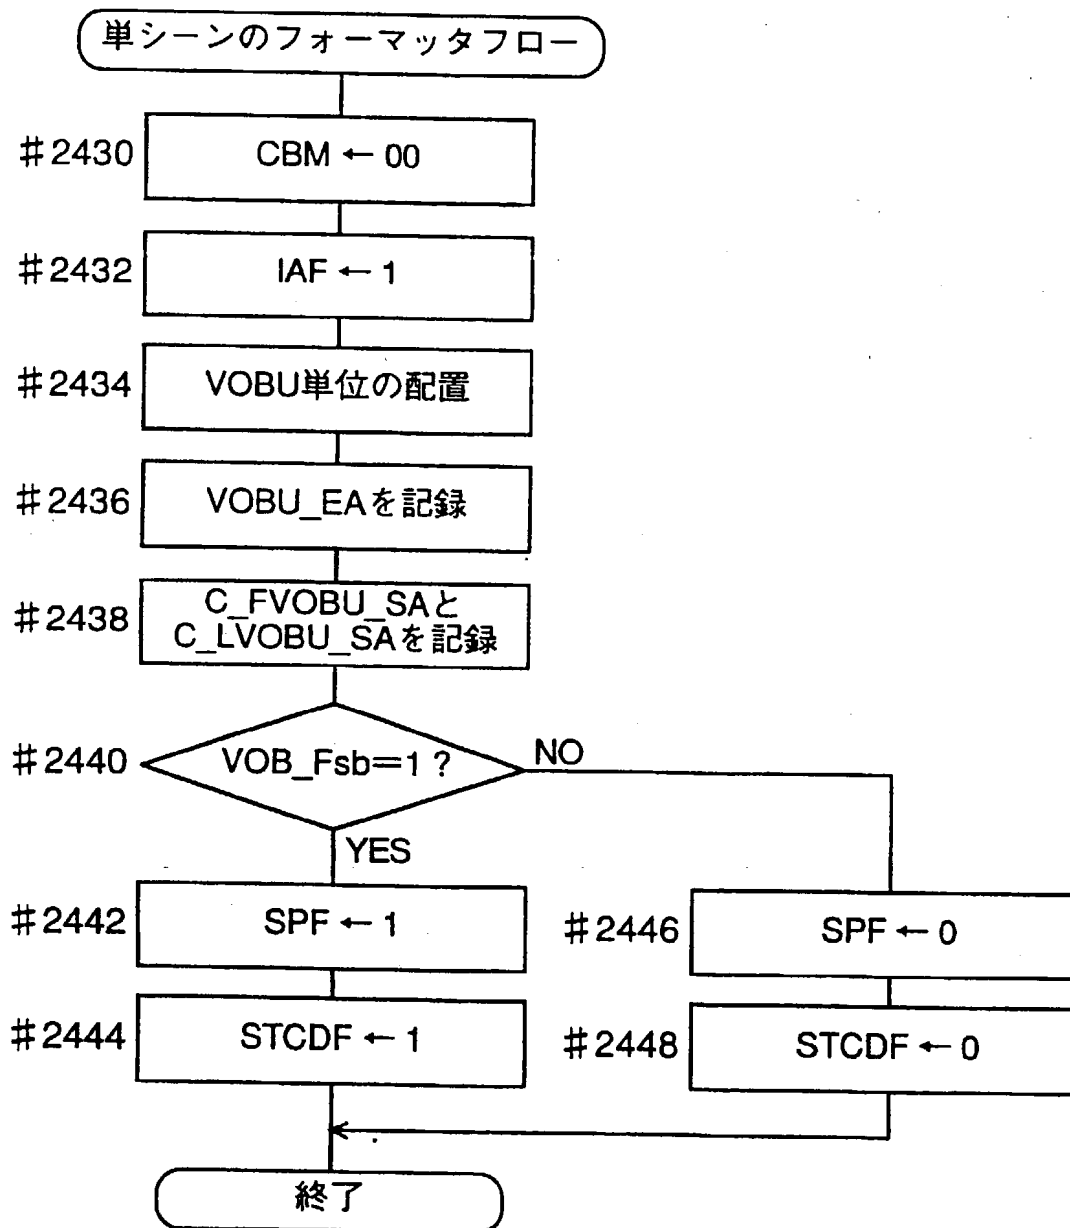 単シーンのフォーマッタフロー
#2430
CBM ← 00
#2432
IAF ← 1
#2434
VOBU単位の配置
#2436
VOBU_EAを記録
#2438
C_FVOBU_SAと
C_LVOBU_SAを記録
#2440
VOB_Fsb=1?
NO
YES
#2442
SPF ← 1
#2446
SPF ← 0
#2444
STCDF ← 1
#2448
STCDF ← 0
終了